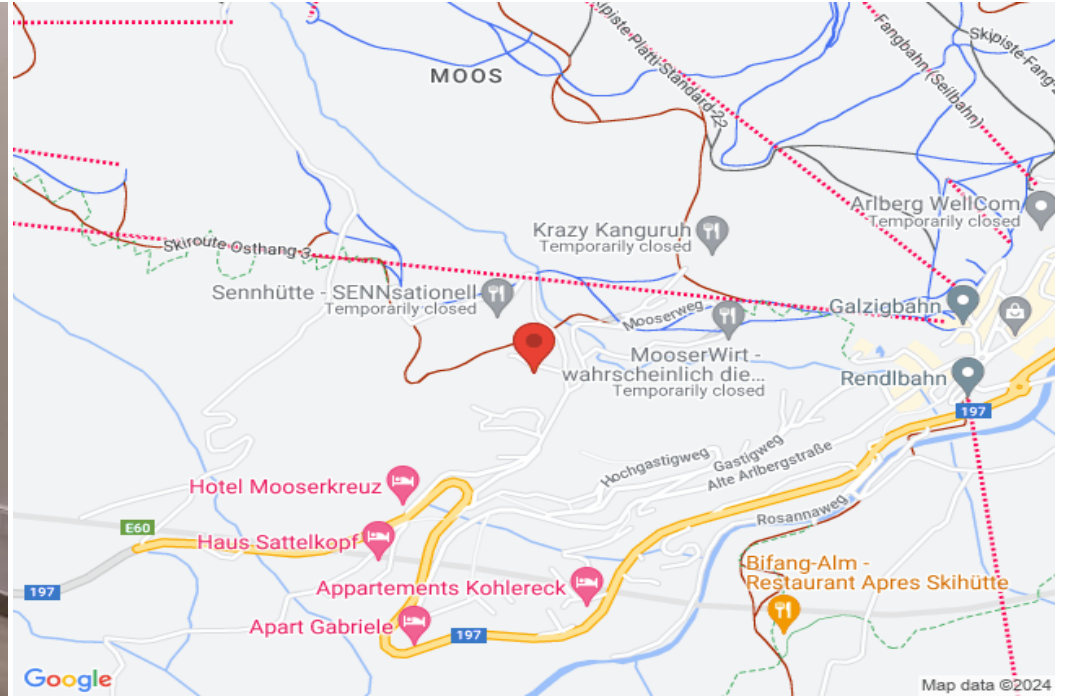 MOOS
Skipiste-Plattli-Standard-22
Fangbahn (Seilbahn)
Skipiste-Fang-2
Arlberg WellCom
Temporarily closed
Krazy Kanguruh
Temporarily closed
Skiroute Osthang-3
Sennhütte - SENNsationell
Temporarily closed
Mooserweg
Galzigbahn
MooserWirt -
wahrscheinlich die...
Temporarily closed
Rendlbahn
197
Hochgastigweg
Gastigweg
Alte Arlbergstraße
Hotel Mooserkreuz
Rosannaweg
E60
Haus Sattelkopf
Bifang-Alm -
Restaurant Apres Skihütte
Appartements Kohlereck
197
Apart Gabriele
197
Google
Map data ©2024